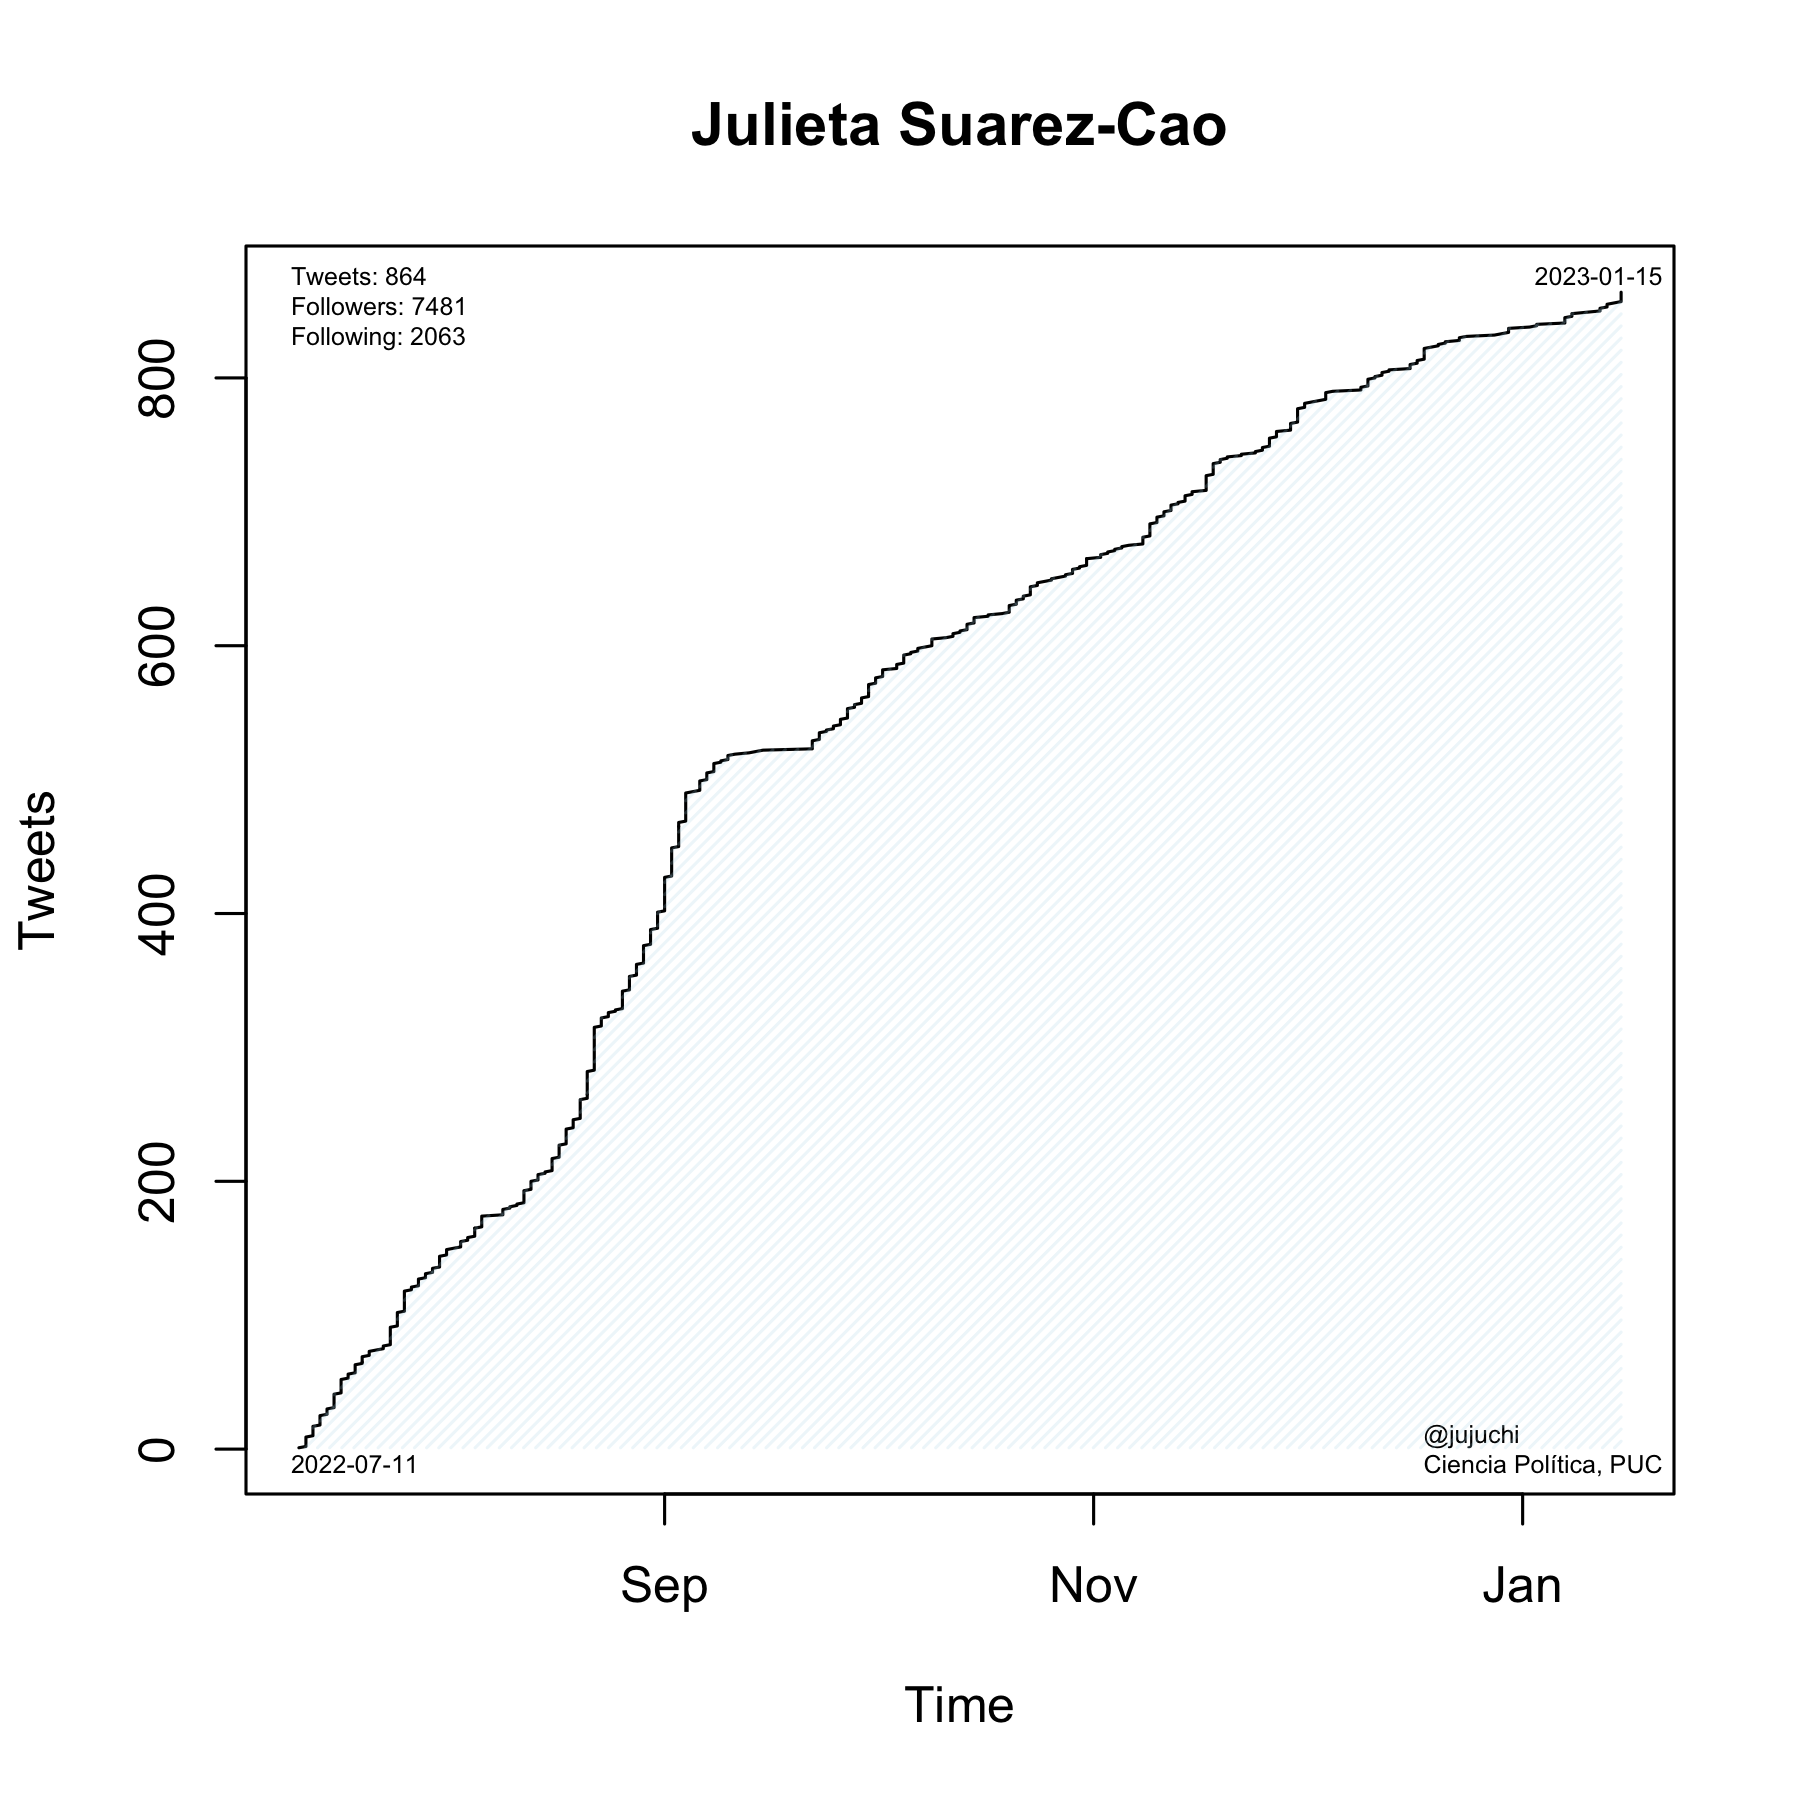 Julieta Suarez-Cao
Tweets: 864
Followers: 7481
Following: 2063
2023-01-15
800
600
400
200
0
Tweets
2022-07-11
@jujuchi
Ciencia Política, PUC
Sep
Nov
Jan
Time